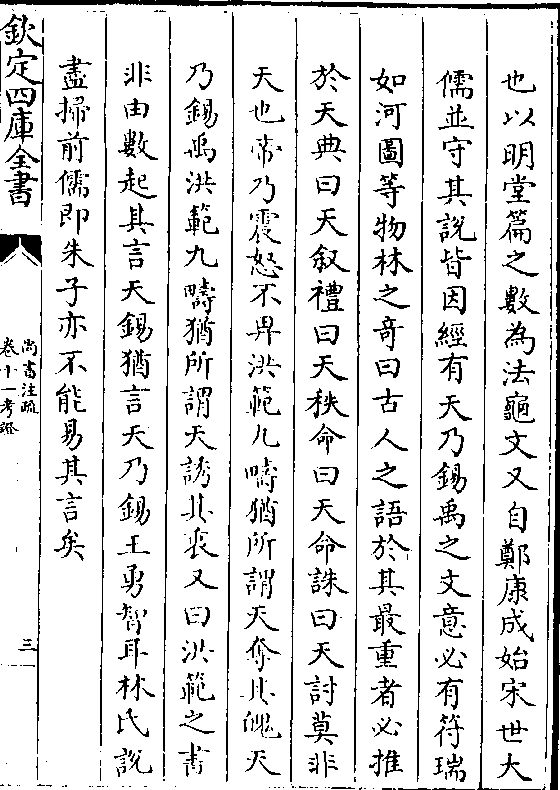 也以明堂篇之數為法龜文又自鄭康成始宋世大
儒並守其說皆因經有天乃錫禹之文意必有符瑞
如河圖等物林之奇曰古人之語於其最重者必推
於天典曰天叙禮曰天秩命曰天命誅曰天討莫非
天也帝乃震怒不畀洪範九疇猶所謂天奪其魄天
乃錫禹洪範九疇猶所謂天誘其衷又曰洪範之書
非由數起其言天錫猶言天乃錫王勇智耳林氏說
盡掃前儒即朱子亦不能易其言矣
欽定四庫全書
尚書注疏
卷十一考證
三